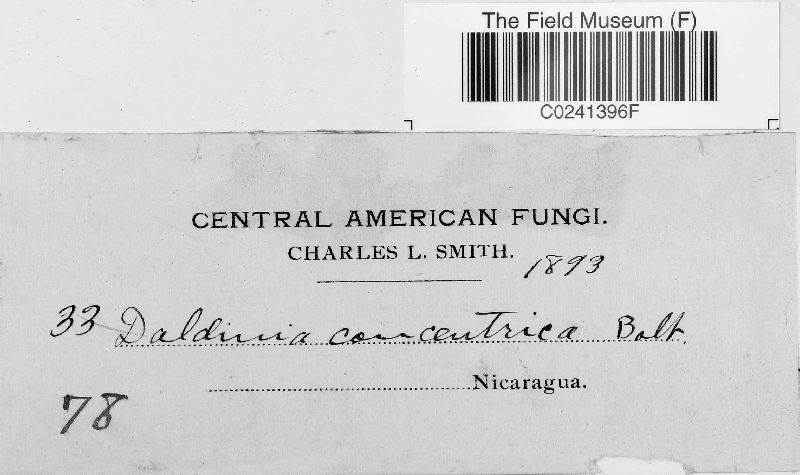 The Field Museum (F)
C0241396F
CENTRAL AMERICAN FUNGI.
CHARLES L. SMITH. 1893
33 Daldinia concentrica Bolt.
Nicaragua.
78